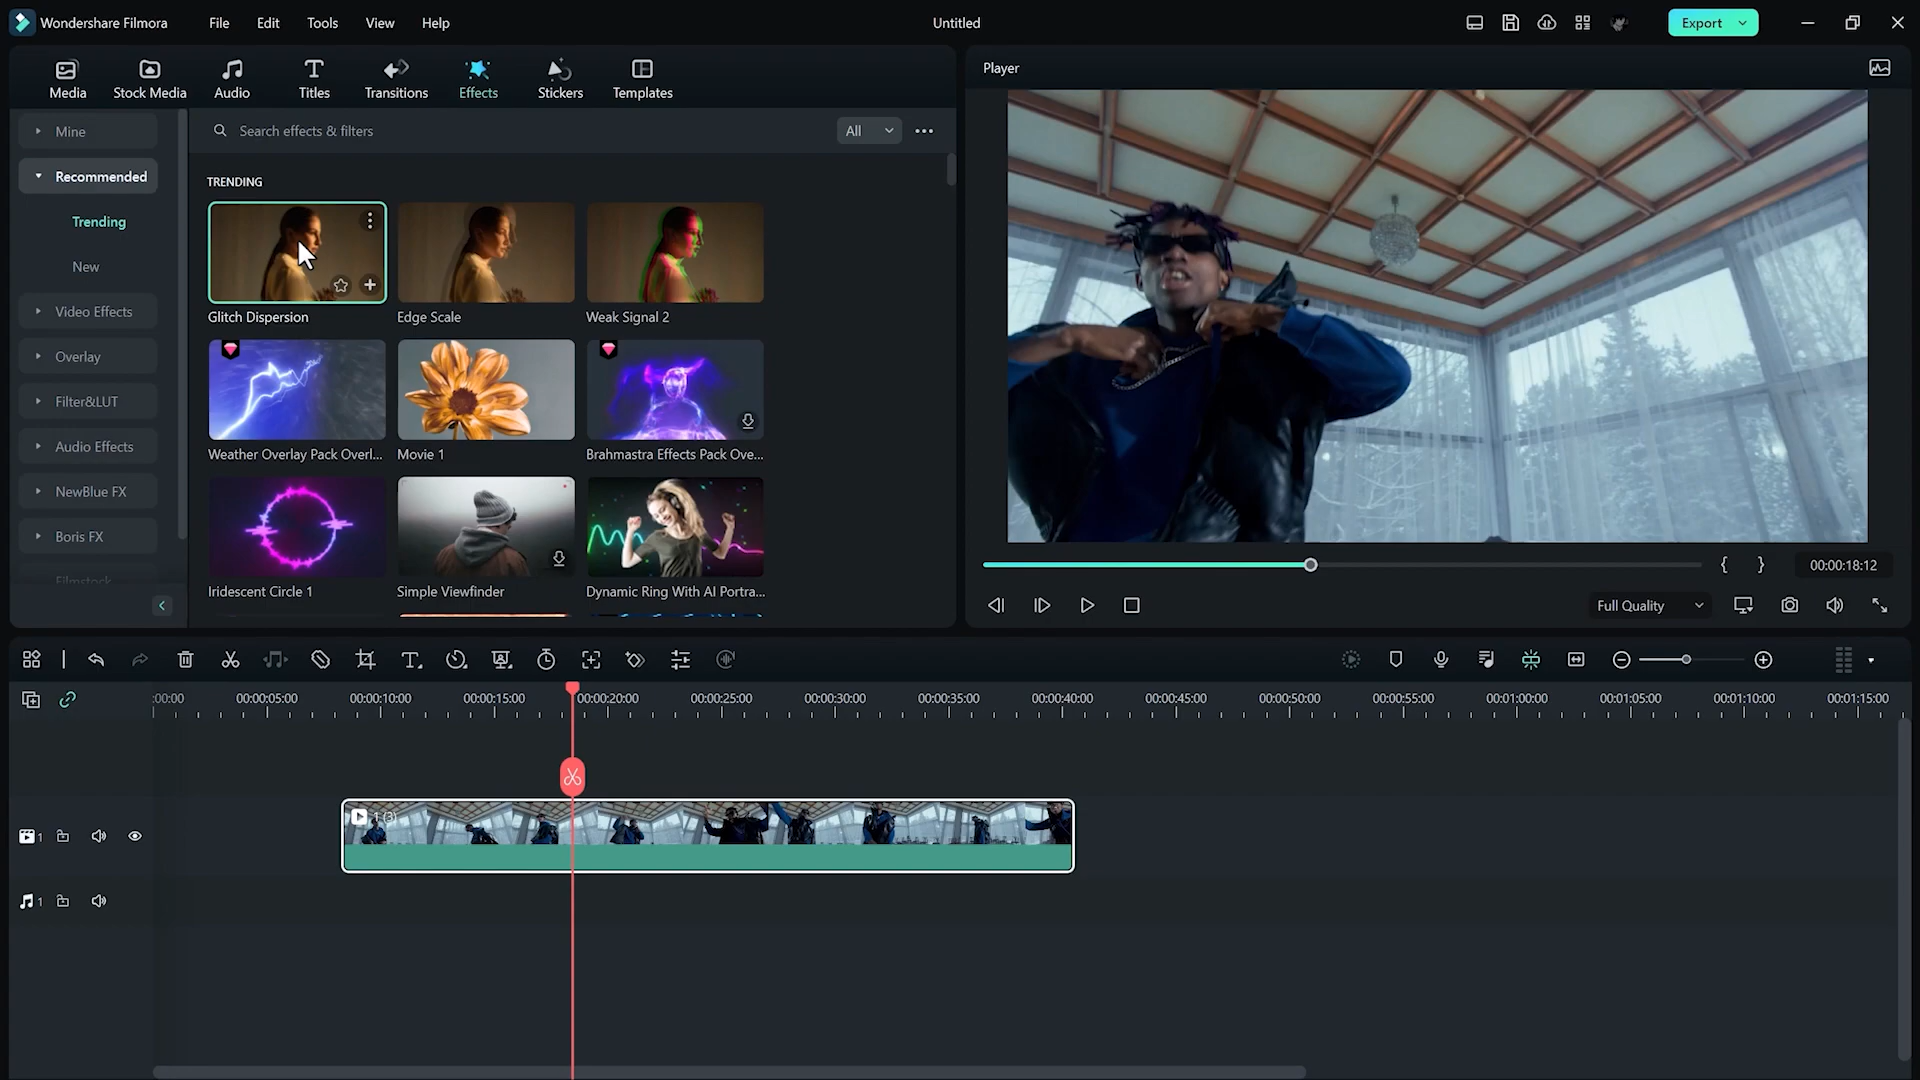 Wondershare Filmora
File
Edit
Tools
View
Help
Untitled
Export
Media
Stock Media
Audio
Titles
Transitions
Effects
Stickers
Templates
Player
Mine
Recommended
Trending
New
Video Effects
Overlay
Filter&LUT
Audio Effects
NewBlue FX
Boris FX
Filmstock
Search effects & filters
All
TRENDING
Glitch Dispersion
Edge Scale
Weak Signal 2
Weather Overlay Pack Overl...
Movie 1
Brahmastra Effects Pack Ove...
Iridescent Circle 1
Simple Viewfinder
Dynamic Ring With AI Portra...
00:00:18:12
Full Quality
:00:00
00:00:05:00
00:00:10:00
00:00:15:00
00:00:20:00
00:00:25:00
00:00:30:00
00:00:35:00
00:00:40:00
00:00:45:00
00:00:50:00
00:00:55:00
00:01:00:00
00:01:05:00
00:01:10:00
00:01:15:00
1 (3)
1
1